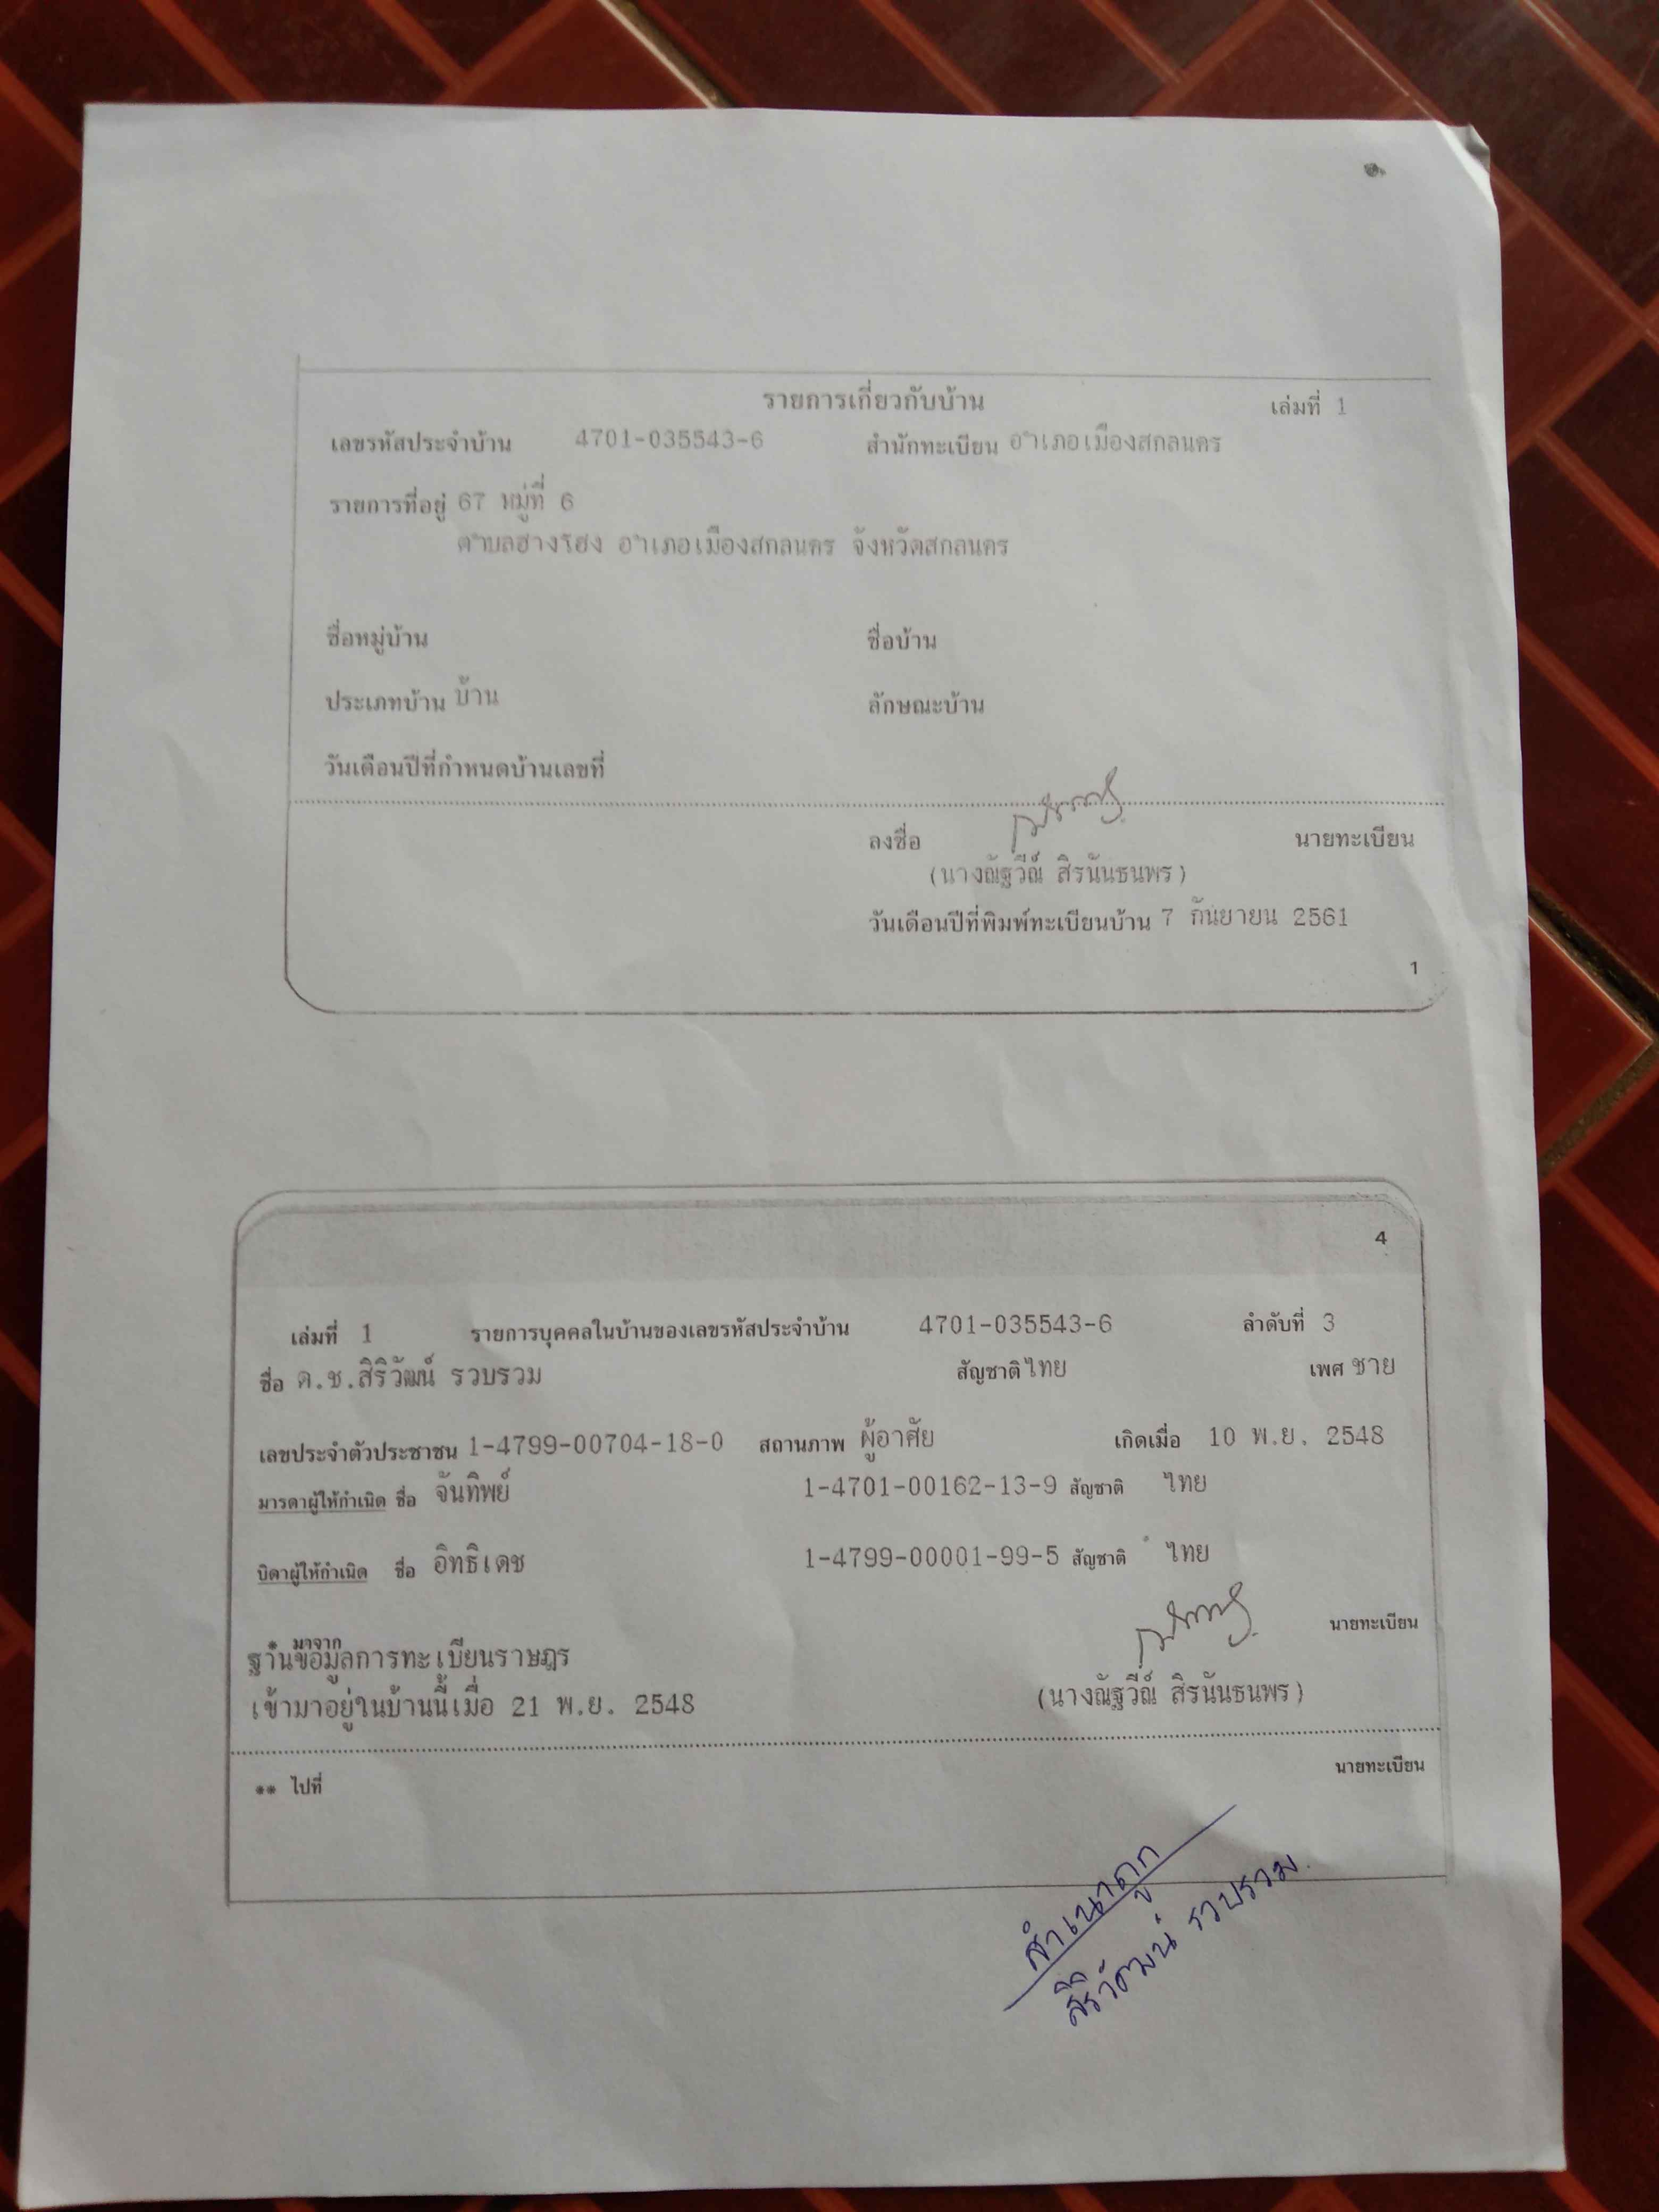 รายการเกี่ยวกับบ้าน เล่มที่ 1
เลขรหัสประจำบ้าน 4701-035543-6 สำนักทะเบียน อำเภอเมืองสกลนคร
รายการที่อยู่ 67 หมู่ที่ 6
ตำบลฮางโฮง อำเภอเมืองสกลนคร จังหวัดสกลนคร
ชื่อหมู่บ้าน ชื่อบ้าน
ประเภทบ้าน บ้าน ลักษณะบ้าน
วันเดือนปีที่กำหนดบ้านเลขที่
ลงชื่อ นายทะเบียน
(นางณัฐวีณ์ สิรนันธนพร)
วันเดือนปีที่พิมพ์ทะเบียนบ้าน 7 กันยายน 2561
1
4
เล่มที่ 1 รายการบุคคลในบ้านของเลขรหัสประจำบ้าน 4701-035543-6 ลำดับที่ 3
ชื่อ ด.ช.สิริวัฒน์ รวบรวม สัญชาติ ไทย เพศ ชาย
เลขประจำตัวประชาชน 1-4799-00704-18-0 สถานภาพ ผู้อาศัย เกิดเมื่อ 10 พ.ย. 2548
มารดาผู้ให้กำเนิด ชื่อ จันทิพย์ 1-4701-00162-13-9 สัญชาติ ไทย
บิดาผู้ให้กำเนิด ชื่อ อิทธิเดช 1-4799-00001-99-5 สัญชาติ ไทย
* มาจาก นายทะเบียน
ฐานข้อมูลการทะเบียนราษฎร
เข้ามาอยู่ในบ้านนี้เมื่อ 21 พ.ย. 2548 (นางณัฐวีณ์ สิรนันธนพร)
** ไปที่ นายทะเบียน
สำเนาถูก
สิริวัฒน์ รวบรวม